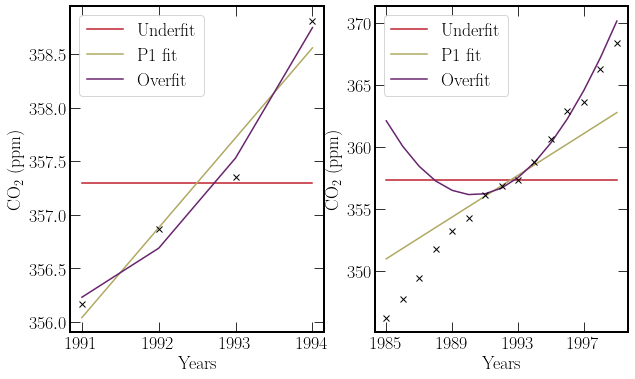 Underfit
P1 fit
Overfit
358.5
358.0
357.5
357.0
356.5
356.0
CO₂ (ppm)
1991 1992 1993 1994
Years
Underfit
P1 fit
Overfit
370
365
360
355
350
CO₂ (ppm)
1985 1989 1993 1997
Years